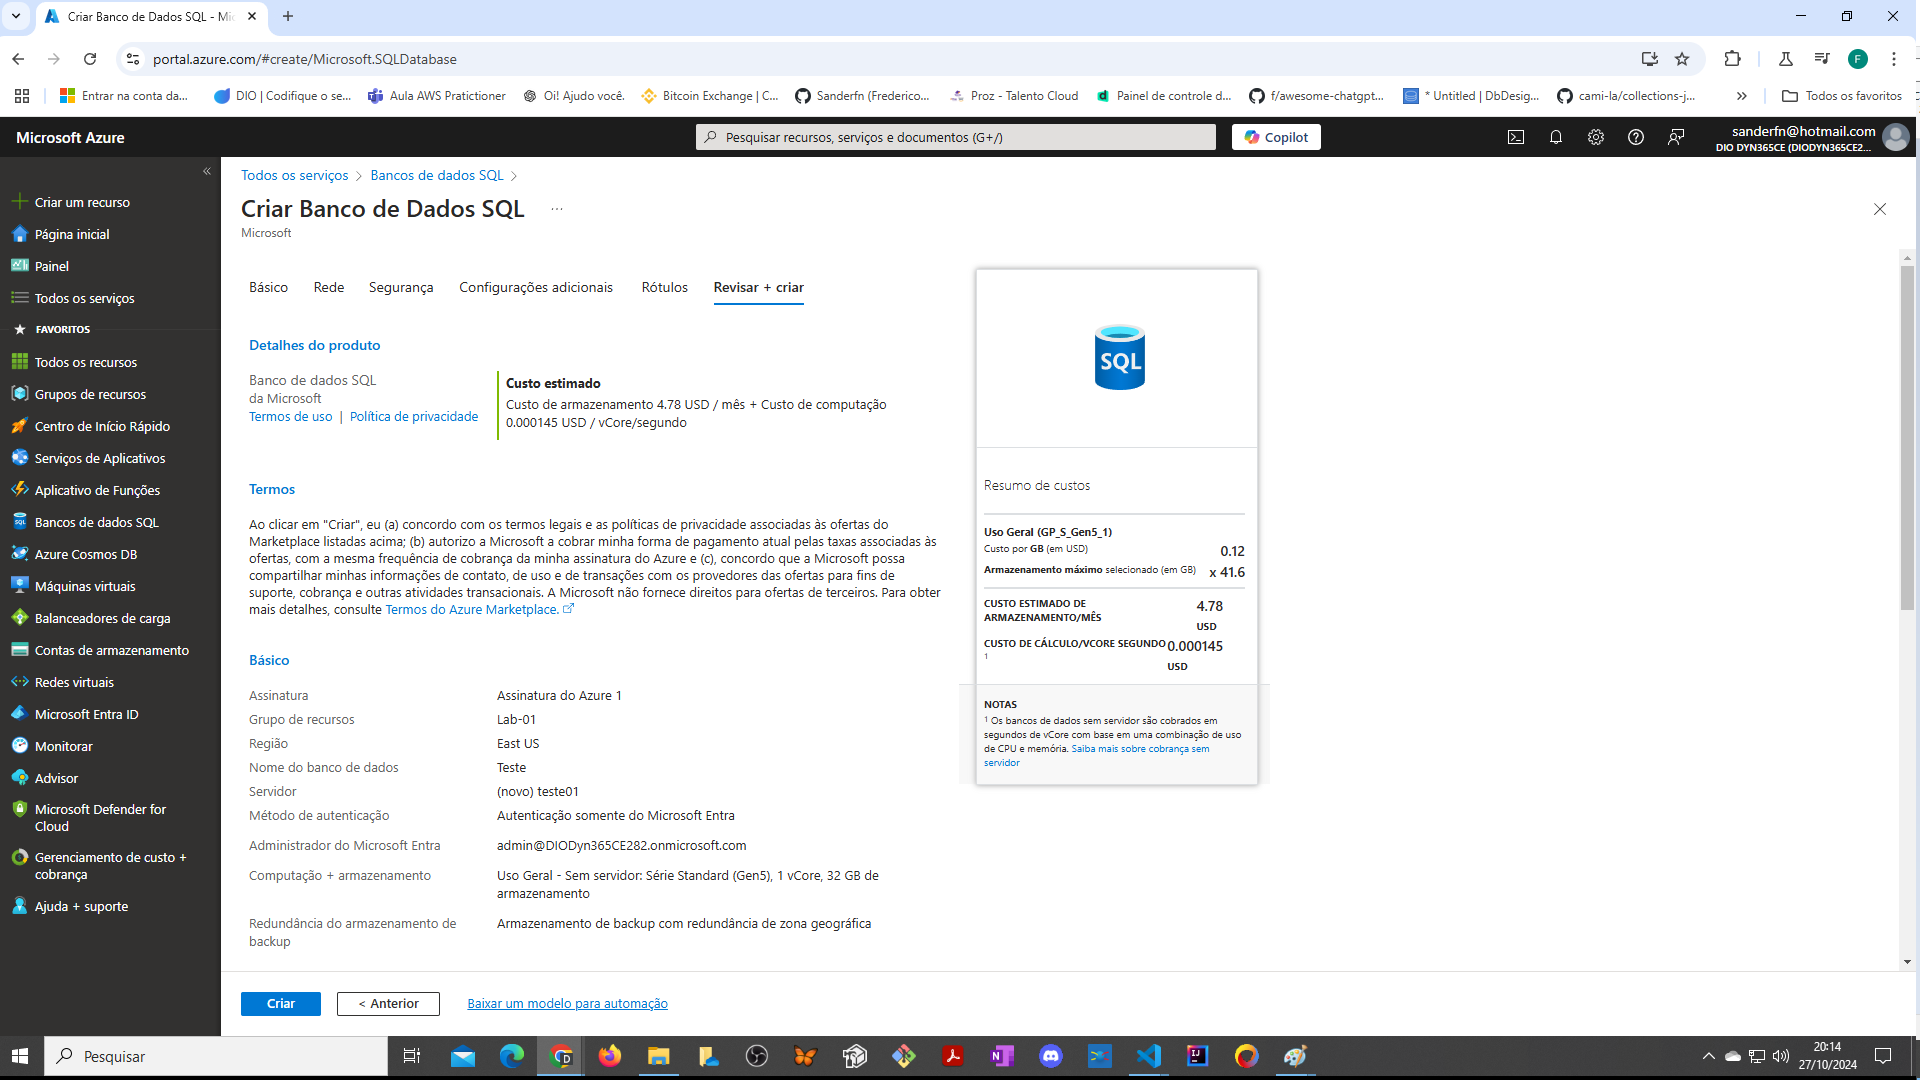 Criar Banco de Dados SQL - Mic
portal.azure.com/#create/Microsoft.SQLDatabase
F
Entrar na conta da...
DIO | Codifique o se...
Aula AWS Pratictioner
Oi! Ajudo você.
Bitcoin Exchange | C...
Sanderfn (Frederico...
Proz - Talento Cloud
Painel de controle d...
f/awesome-chatgpt...
* Untitled | DbDesig...
cami-la/collections-j...
Todos os favoritos
Microsoft Azure
Pesquisar recursos, serviços e documentos (G+/)
Copilot
sanderfn@hotmail.com
DIO DYN365CE (DIODYN365CE2...
Criar um recurso
Página inicial
Painel
Todos os serviços
FAVORITOS
Todos os recursos
Grupos de recursos
Centro de Início Rápido
Serviços de Aplicativos
Aplicativo de Funções
Bancos de dados SQL
Azure Cosmos DB
Máquinas virtuais
Balanceadores de carga
Contas de armazenamento
Redes virtuais
Microsoft Entra ID
Monitorar
Advisor
Microsoft Defender for
Cloud
Gerenciamento de custo +
cobrança
Ajuda + suporte
Todos os serviços > Bancos de dados SQL >
Criar Banco de Dados SQL ...
Microsoft
Básico
Rede
Segurança
Configurações adicionais
Rótulos
Revisar + criar
Detalhes do produto
Banco de dados SQL
da Microsoft
Termos de uso | Política de privacidade
Custo estimado
Custo de armazenamento 4.78 USD / mês + Custo de computação
0.000145 USD / vCore/segundo
Termos
Ao clicar em "Criar", eu (a) concordo com os termos legais e as políticas de privacidade associadas às ofertas do
Marketplace listadas acima; (b) autorizo a Microsoft a cobrar minha forma de pagamento atual pelas taxas associadas às
ofertas, com a mesma frequência de cobrança da minha assinatura do Azure e (c), concordo que a Microsoft possa
compartilhar minhas informações de contato, de uso e de transações com os provedores das ofertas para fins de
suporte, cobrança e outras atividades transacionais. A Microsoft não fornece direitos para ofertas de terceiros. Para obter
mais detalhes, consulte Termos do Azure Marketplace.
Básico
Assinatura
Assinatura do Azure 1
Grupo de recursos
Lab-01
Região
East US
Nome do banco de dados
Teste
Servidor
(novo) teste01
Método de autenticação
Autenticação somente do Microsoft Entra
Administrador do Microsoft Entra
admin@DIODyn365CE282.onmicrosoft.com
Computação + armazenamento
Uso Geral - Sem servidor: Série Standard (Gen5), 1 vCore, 32 GB de
armazenamento
Redundância do armazenamento de
backup
Armazenamento de backup com redundância de zona geográfica
SQL
Resumo de custos
Uso Geral (GP_S_Gen5_1)
Custo por GB (em USD)
0.12
Armazenamento máximo selecionado (em GB)
x 41.6
CUSTO ESTIMADO DE
ARMAZENAMENTO/MÊS
4.78
USD
CUSTO DE CÁLCULO/VCORE SEGUNDO
1
0.000145
USD
NOTAS
1 Os bancos de dados sem servidor são cobrados em
segundos de vCore com base em uma combinação de uso
de CPU e memória. Saiba mais sobre cobrança sem
servidor
Criar
< Anterior
Baixar um modelo para automação
Pesquisar
20:14
27/10/2024